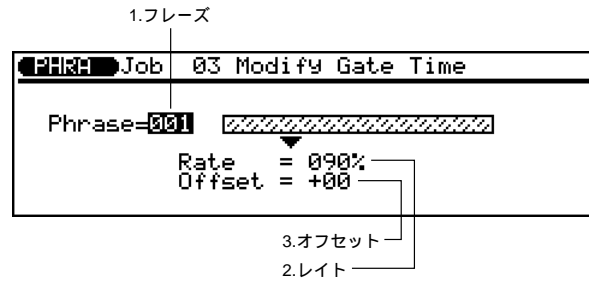 1.フレーズ
PHRA Job 03 Modify Gate Time
Phrase=001
Rate = 090%
Offset = +00
3.オフセット
2.レイト